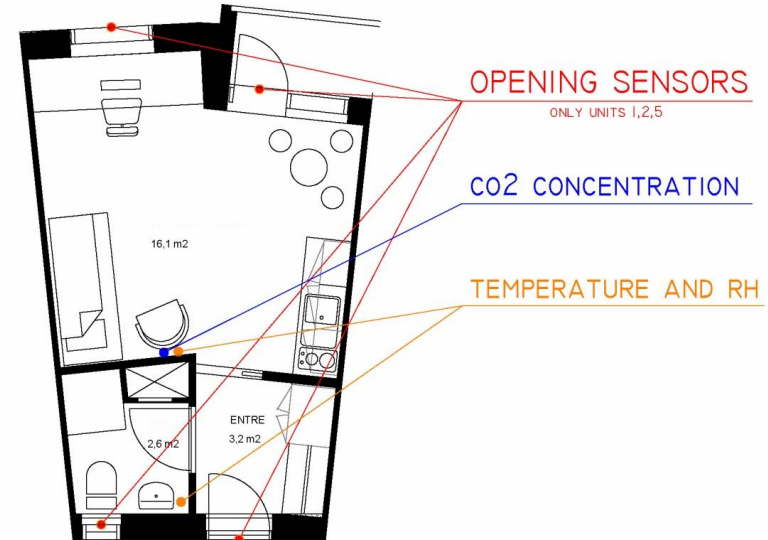 OPENING SENSORS
ONLY UNITS 1,2,5
CO2 CONCENTRATION
16,1 m2
TEMPERATURE AND RH
ENTRE
2,6 m2
3,2 m2